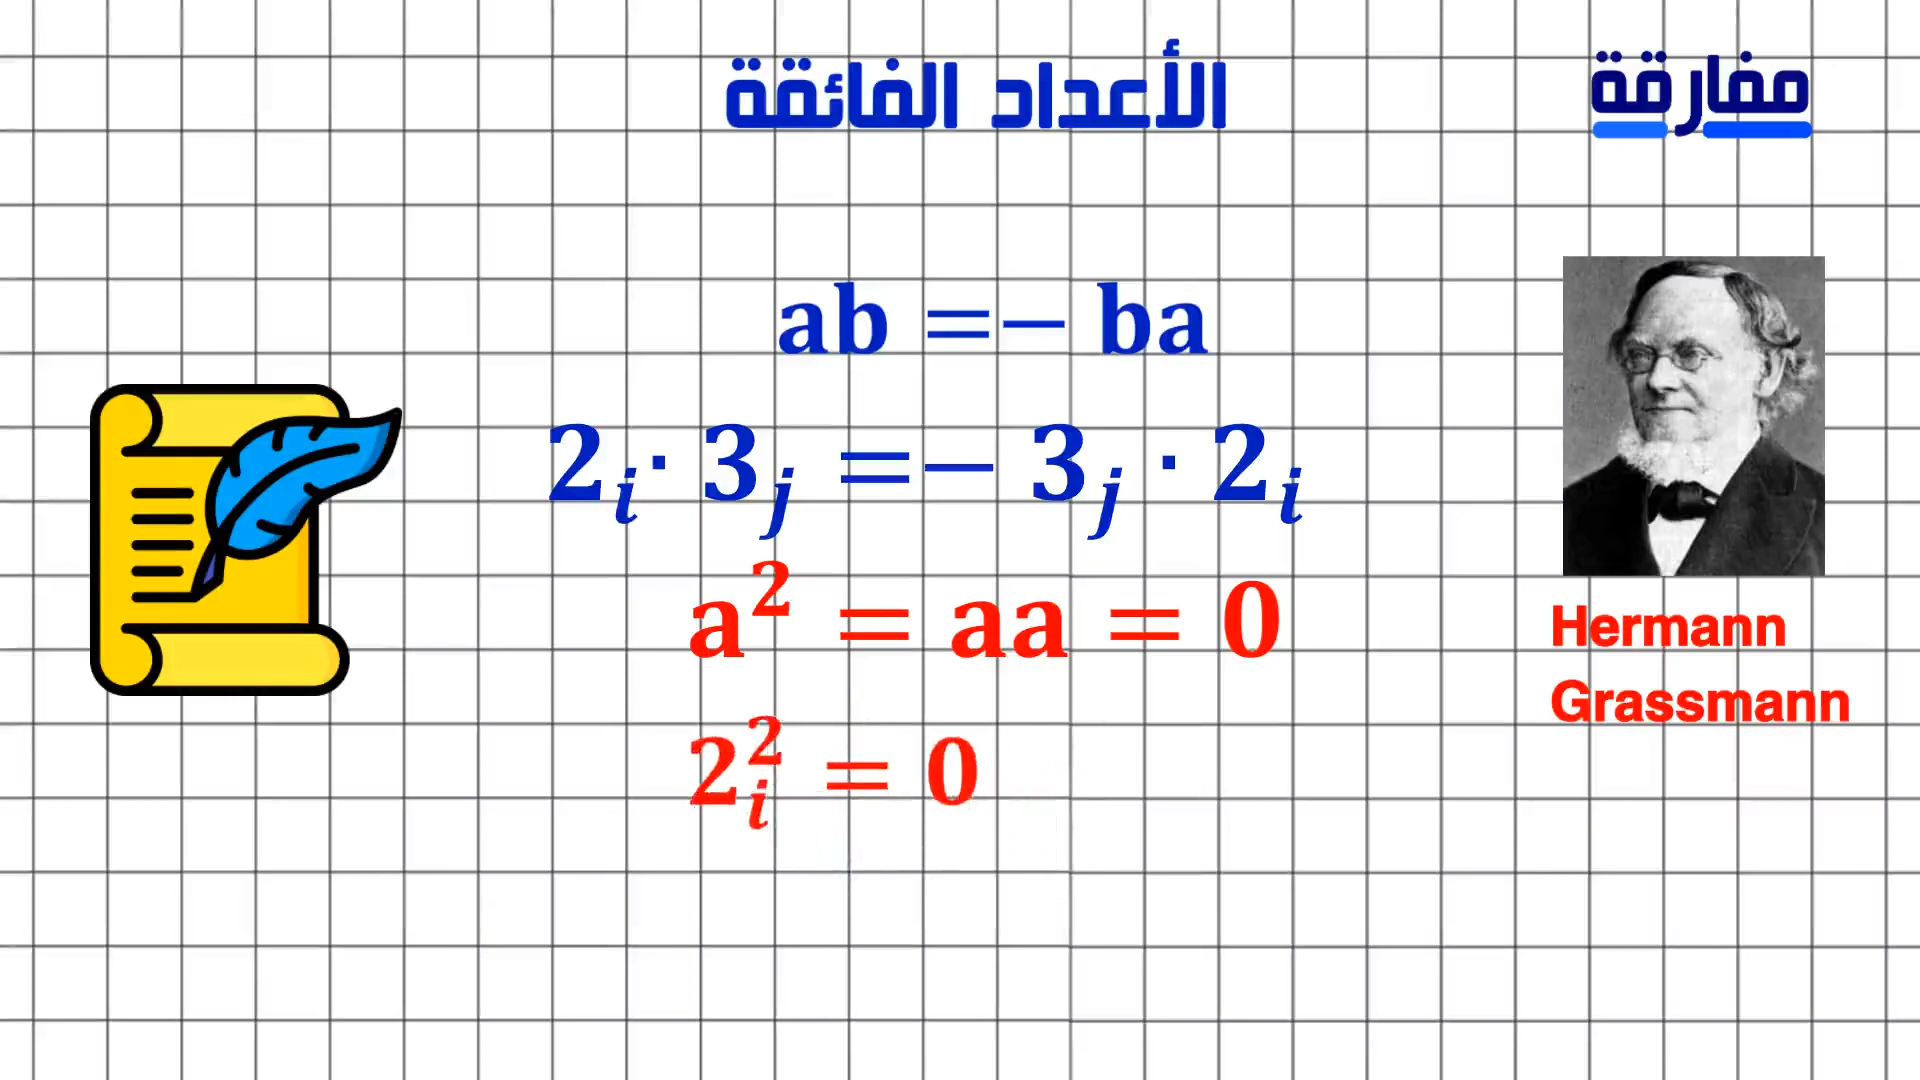 الأعداد الفائقة
مفارقة
ab =− ba
2ᵢ · 3ⱼ =− 3ⱼ · 2ᵢ
a² = aa = 0
2ᵢ² = 0
Hermann
Grassmann